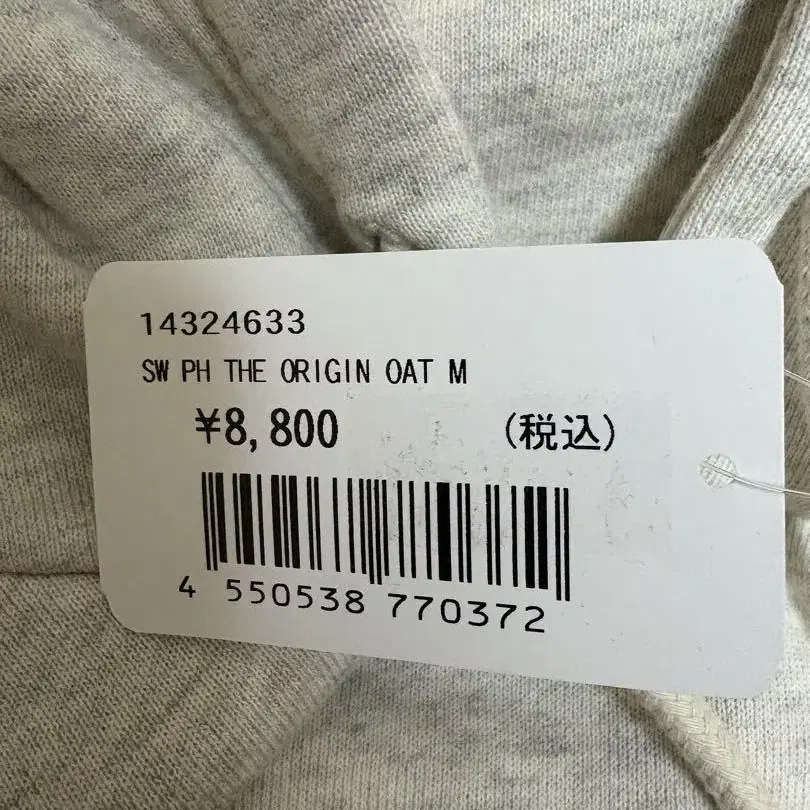 14324633
SW PH THE ORIGIN OAT M
¥8,800 (税込)
4 550538 770372